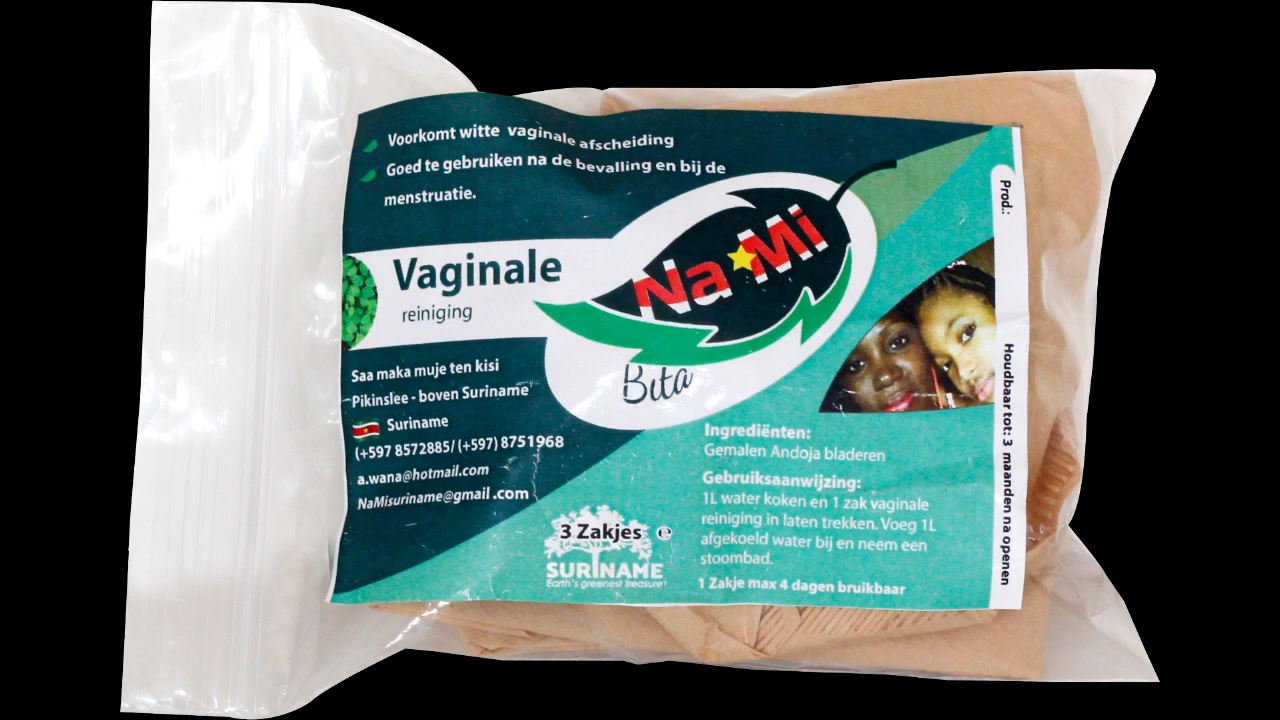 Voorkomt witte vaginale afscheiding
Goed te gebruiken na de bevalling en bij de
menstruatie.
Vaginale
reiniging
Na Mi
Bita
Saa maka muje ten kisi
Pikinslee - boven Suriname
Suriname
(+597 8572885/ (+597) 8751968
a.wana@hotmail.com
NaMisuriname@gmail.com
3 Zakjes ℮
SURINAME
Earth's greenest treasure
Ingrediënten:
Gemalen Andoja bladeren
Gebruiksaanwijzing:
1L water koken en 1 zak vaginale
reiniging in laten trekken. Voeg 1L
afgekoeld water bij en neem een
stoombad.
1 Zakje max 4 dagen bruikbaar
Prod.:
Houdbaar tot: 3 maanden na openen